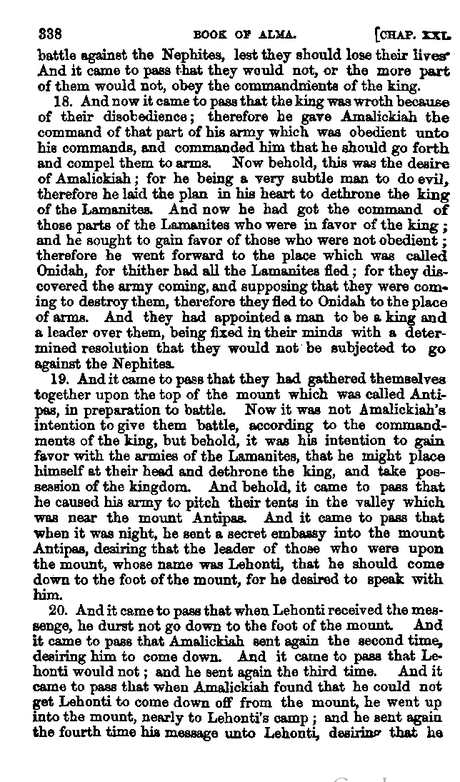 338 BOOK OF ALMA. [CHAP. XXI.
battle against the Nephites, lest they should lose their lives
And it came to pass that they would not, or the more part
of them would not, obey the commandments of the king.
18. And now it came to pass that the king was wroth because
of their disobedience; therefore he gave Amalickiah the
command of that part of his army which was obedient unto
his commands, and commanded him that he should go forth
and compel them to arms. Now behold, this was the desire
of Amalickiah; for he being a very subtle man to do evil,
therefore he laid the plan in his heart to dethrone the king
of the Lamanites. And now he had got the command of
those parts of the Lamanites who were in favor of the king;
and he sought to gain favor of those who were not obedient;
therefore he went forward to the place which was called
Onidah, for thither had all the Lamanites fled; for they dis-
covered the army coming, and supposing that they were com-
ing to destroy them, therefore they fled to Onidah to the place
of arms. And they had appointed a man to be a king and
a leader over them, being fixed in their minds with a deter-
mined resolution that they would not be subjected to go
against the Nephites.
19. And it came to pass that they had gathered themselves
together upon the top of the mount which was called Anti-
pas, in preparation to battle. Now it was not Amalickiah's
intention to give them battle, according to the command-
ments of the king, but behold, it was his intention to gain
favor with the armies of the Lamanites, that he might place
himself at their head and dethrone the king, and take pos-
session of the kingdom. And behold, it came to pass that
he caused his army to pitch their tents in the valley which
was near the mount Antipas. And it came to pass that
when it was night, he sent a secret embassy into the mount
Antipas, desiring that the leader of those who were upon
the mount, whose name was Lehonti, that he should come
down to the foot of the mount, for he desired to speak with
him.
20. And it came to pass that when Lehonti received the mes-
senge, he durst not go down to the foot of the mount. And
it came to pass that Amalickiah sent again the second time,
desiring him to come down. And it came to pass that Le-
honti would not; and he sent again the third time. And it
came to pass that when Amalickiah found that he could not
get Lehonti to come down off from the mount, he went up
into the mount, nearly to Lehonti's camp; and he sent again
the fourth time his message unto Lehonti, desiring that he